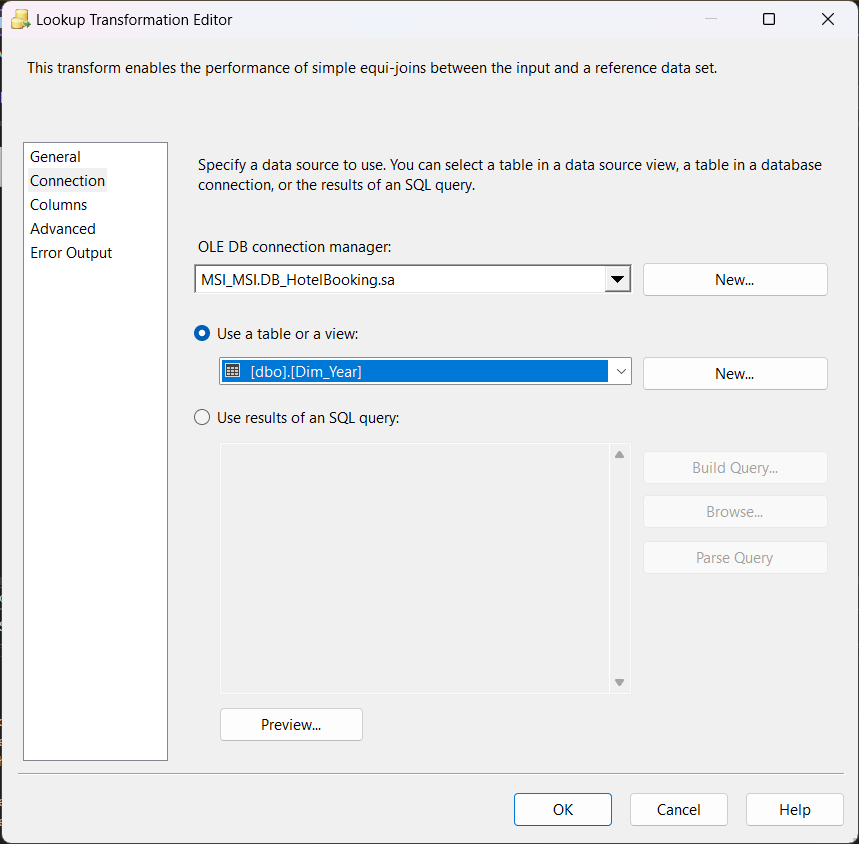 Lookup Transformation Editor
This transform enables the performance of simple equi-joins between the input and a reference data set.
General
Connection
Columns
Advanced
Error Output
Specify a data source to use. You can select a table in a data source view, a table in a database
connection, or the results of an SQL query.
OLE DB connection manager:
MSI_MSI.DB_HotelBooking.sa
New...
Use a table or a view:
[dbo].[Dim_Year]
New...
Use results of an SQL query:
Build Query...
Browse...
Parse Query
Preview...
OK
Cancel
Help